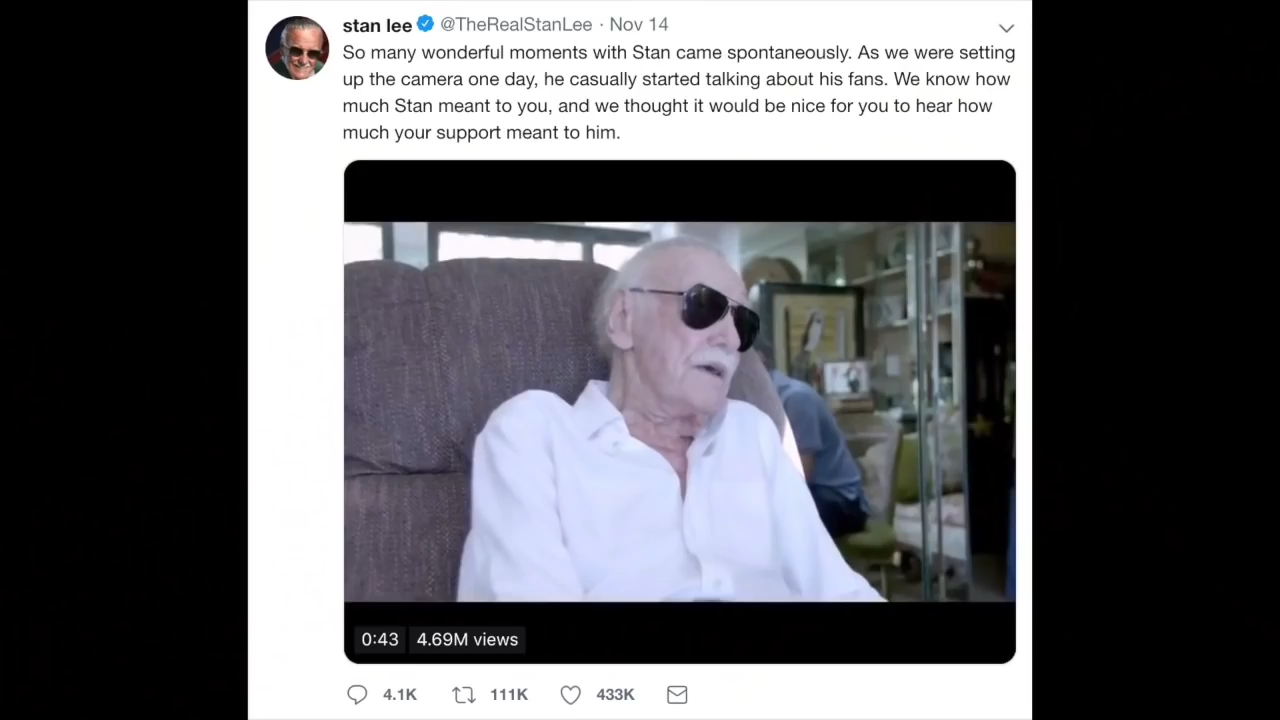 stan lee @TheRealStanLee · Nov 14
So many wonderful moments with Stan came spontaneously. As we were setting
up the camera one day, he casually started talking about his fans. We know how
much Stan meant to you, and we thought it would be nice for you to hear how
much your support meant to him.
0:43 4.69M views
4.1K 111K 433K